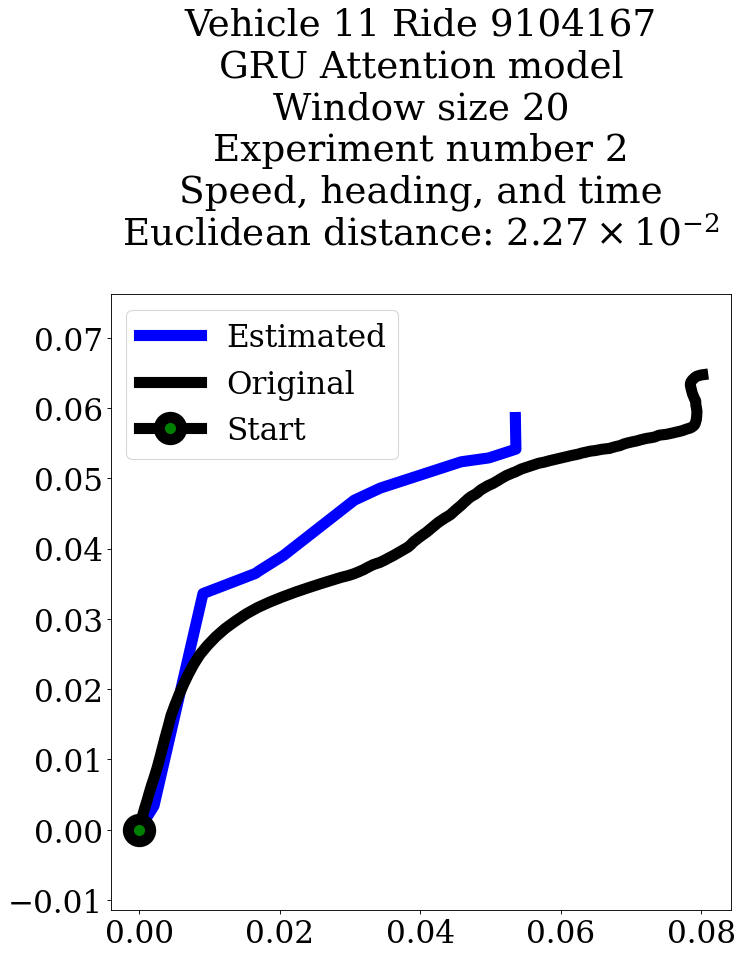 Vehicle 11 Ride 9104167
GRU Attention model
Window size 20
Experiment number 2
Speed, heading, and time
Euclidean distance: 2.27 × 10⁻²
Estimated
Original
Start
0.07
0.06
0.05
0.04
0.03
0.02
0.01
0.00
−0.01
0.00 0.02 0.04 0.06 0.08